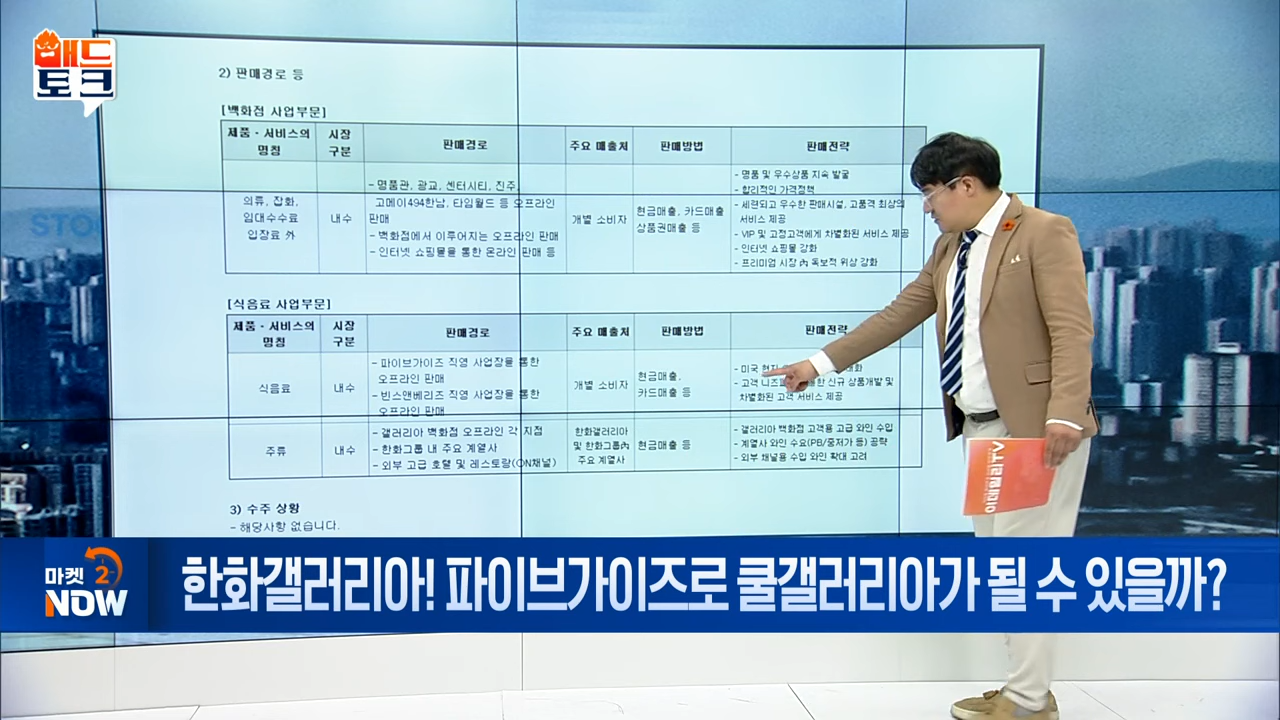 매드
토크
STO
2) 판매경로 등
[백화점 사업부문]
제품·서비스의 명칭
시장 구분
판매경로
주요 매출처
판매방법
판매전략
의류, 잡화,
임대수수료
입장료 外
내수
- 명품관, 광교, 센터시티, 진주,
고메이494한남, 타임월드 등 오프라인
판매
- 백화점에서 이루어지는 오프라인 판매
- 인터넷 쇼핑몰을 통한 온라인 판매 등
개별 소비자
현금매출, 카드매출
상품권매출 등
- 명품 및 우수상품 지속 발굴
- 합리적인 가격정책
- 세련되고 우수한 판매시설, 고품격 최상의
서비스 제공
- VIP 및 고정고객에게 차별화된 서비스 제공
- 인터넷 쇼핑몰 강화
- 프리미엄 시장 內 독보적 위상 강화
[식음료 사업부문]
제품·서비스의 명칭
시장 구분
판매경로
주요 매출처
판매방법
판매전략
식음료
내수
- 파이브가이즈 직영 사업장을 통한
오프라인 판매
- 빈스앤베리즈 직영 사업장을 통한
오프라인 판매
개별 소비자
현금매출,
카드매출 등
- 미국
- 고객 신규 상품개발 및
차별화된 고객 서비스 제공
주류
내수
- 갤러리아 백화점 오프라인 각 지점
- 한화그룹 내 주요 계열사
- 외부 고급 호텔 및 레스토랑(ON채널)
한화갤러리아
및 한화그룹內
주요 계열사
현금매출 등
- 갤러리아 백화점 고객용 고급 와인 수입
- 계열사 와인 수요(PB/중저가 등) 공략
- 외부 채널용 수입 와인 확대 고려
3) 수주 상황
- 해당사항 없습니다.
이데일리TV
마켓 2
NOW
한화갤러리아! 파이브가이즈로 쿨갤러리아가 될 수 있을까?